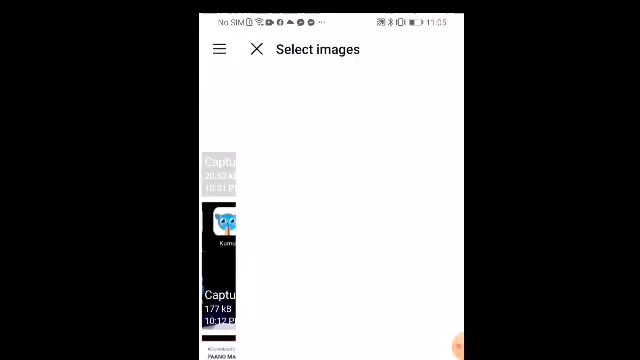 No SIM 11:05
Select images
Captu
20.62 kB
10:31 P
Kumu
Captu
177 kB
10:12 P
PAANG MA